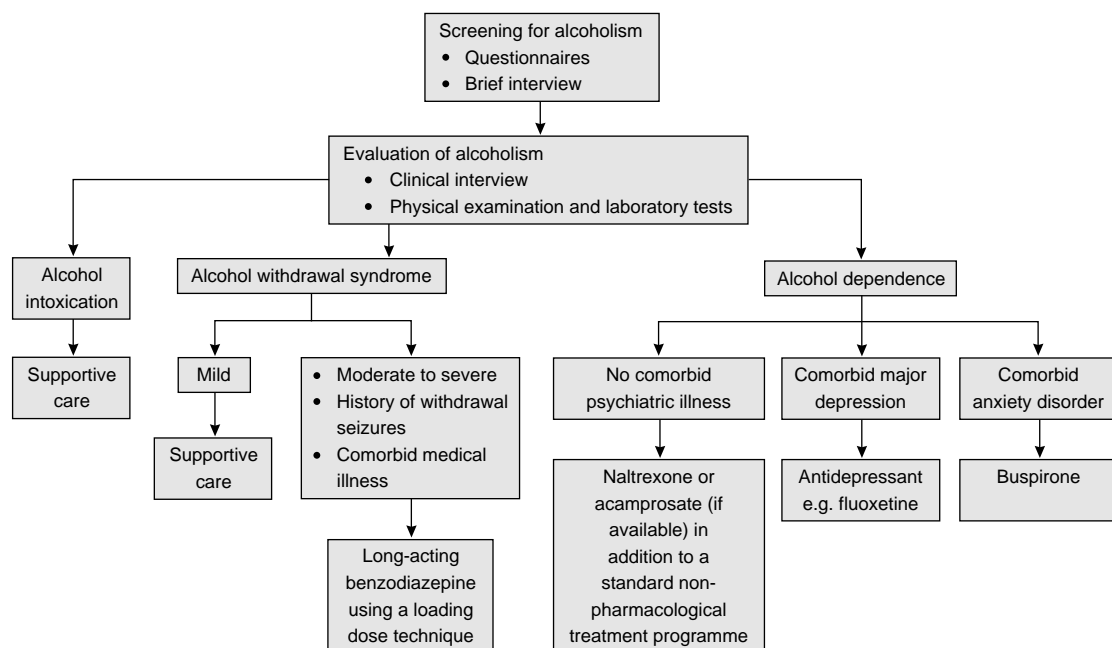 Screening for alcoholism
• Questionnaires
• Brief interview
Evaluation of alcoholism
• Clinical interview
• Physical examination and laboratory tests
Alcohol
intoxication
Alcohol withdrawal syndrome
Alcohol dependence
Supportive
care
Mild
• Moderate to severe
• History of withdrawal
seizures
• Comorbid medical
illness
No comorbid
psychiatric illness
Comorbid major
depression
Comorbid
anxiety disorder
Supportive
care
Long-acting
benzodiazepine
using a loading
dose technique
Naltrexone or
acamprosate (if
available) in
addition to a
standard non-
pharmacological
treatment programme
Antidepressant
e.g. fluoxetine
Buspirone